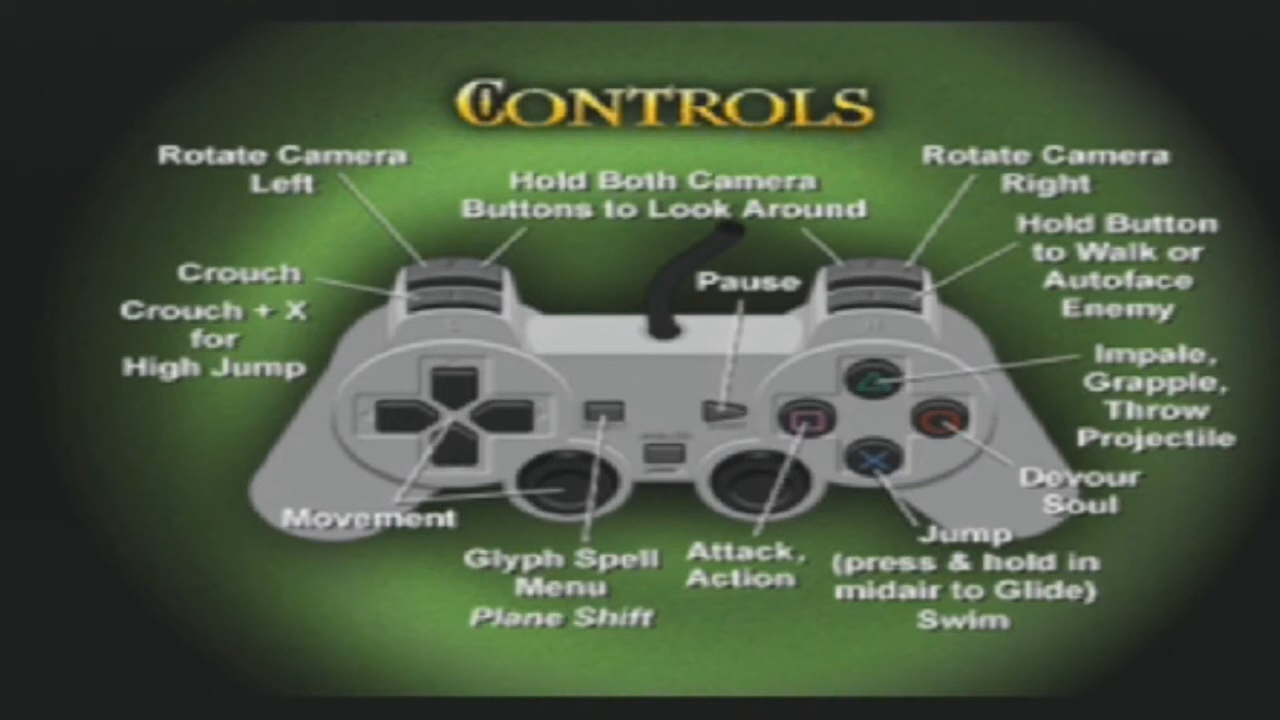 CONTROLS
Rotate Camera
Left
Hold Both Camera
Buttons to Look Around
Rotate Camera
Right
Hold Button
to Walk or
Autoface
Enemy
Crouch
Crouch + X
for
High Jump
Pause
Impale,
Grapple,
Throw
Projectile
Devour
Soul
Movement
Glyph Spell
Menu
Plane Shift
Attack,
Action
Jump
(press & hold in
midair to Glide)
Swim